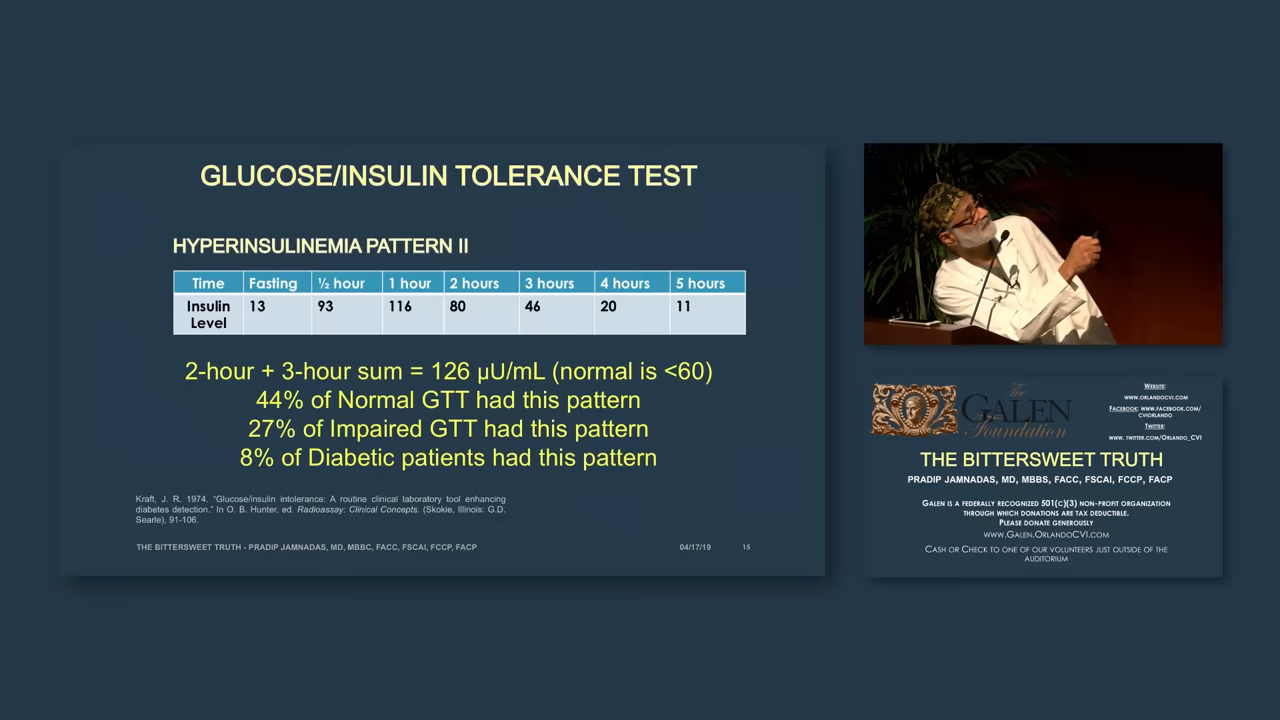 GLUCOSE/INSULIN TOLERANCE TEST
HYPERINSULINEMIA PATTERN II
Time Fasting ½ hour 1 hour 2 hours 3 hours 4 hours 5 hours
Insulin Level 13 93 116 80 46 20 11
2-hour + 3-hour sum = 126 µU/mL (normal is <60)
44% of Normal GTT had this pattern
27% of Impaired GTT had this pattern
8% of Diabetic patients had this pattern
Kraft, J. R. 1974. “Glucose/insulin intolerance: A routine clinical laboratory tool enhancing
diabetes detection.” In O. B. Hunter, ed. Radioassay: Clinical Concepts. (Skokie, Illinois: G.D.
Searle), 91-106.
THE BITTERSWEET TRUTH - PRADIP JAMNADAS, MD, MBBC, FACC, FSCAI, FCCP, FACP 04/17/19 15
The
GALEN
Foundation
WEBSITE:
WWW.ORLANDOCVI.COM
FACEBOOK: WWW.FACEBOOK.COM/
CVIORLANDO
TWITTER:
WWW. TWITTER.COM/ORLANDO_CVI
THE BITTERSWEET TRUTH
PRADIP JAMNADAS, MD, MBBS, FACC, FSCAI, FCCP, FACP
GALEN IS A FEDERALLY RECOGNIZED 501(C)(3) NON-PROFIT ORGANIZATION
THROUGH WHICH DONATIONS ARE TAX DEDUCTIBLE.
PLEASE DONATE GENEROUSLY
WWW.GALEN.ORLANDOCVI.COM
CASH OR CHECK TO ONE OF OUR VOLUNTEERS JUST OUTSIDE OF THE
AUDITORIUM